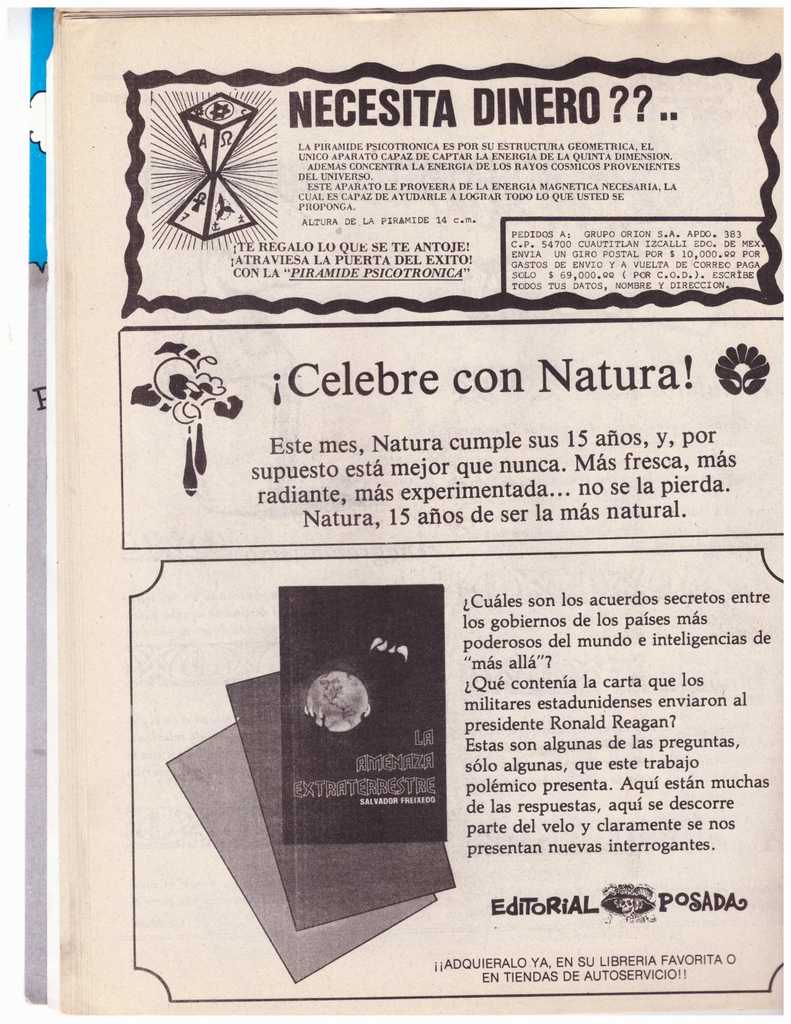 NECESITA DINERO ??..
LA PIRAMIDE PSICOTRONICA ES POR SU ESTRUCTURA GEOMETRICA, EL
UNICO APARATO CAPAZ DE CAPTAR LA ENERGIA DE LA QUINTA DIMENSION.
ADEMAS CONCENTRA LA ENERGIA DE LOS RAYOS COSMICOS PROVENIENTES
DEL UNIVERSO.
ESTE APARATO LE PROVEERA DE LA ENERGIA MAGNETICA NECESARIA, LA
CUAL ES CAPAZ DE AYUDARLE A LOGRAR TODO LO QUE USTED SE
PROPONGA.
ALTURA DE LA PIRAMIDE 14 c.m.
¡TE REGALO LO QUE SE TE ANTOJE!
¡ATRAVIESA LA PUERTA DEL EXITO!
CON LA "PIRAMIDE PSICOTRONICA"
PEDIDOS A: GRUPO ORION S.A. APDO. 383
C.P. 54700 CUAUTITLAN IZCALLI EDO. DE MEX.
ENVIA UN GIRO POSTAL POR $ 10,000.00 POR
GASTOS DE ENVIO Y A VUELTA DE CORREO PAGA
SOLO $ 69,000.00 ( POR C.O.D.). ESCRIBE
TODOS TUS DATOS, NOMBRE Y DIRECCION.
¡Celebre con Natura!
Este mes, Natura cumple sus 15 años, y, por
supuesto está mejor que nunca. Más fresca, más
radiante, más experimentada... no se la pierda.
Natura, 15 años de ser la más natural.
LA
AMENAZA
EXTRATERRESTRE
SALVADOR FREIXEDO
¿Cuáles son los acuerdos secretos entre
los gobiernos de los países más
poderosos del mundo e inteligencias de
"más allá"?
¿Qué contenía la carta que los
militares estadunidenses enviaron al
presidente Ronald Reagan?
Estas son algunas de las preguntas,
sólo algunas, que este trabajo
polémico presenta. Aquí están muchas
de las respuestas, aquí se descorre
parte del velo y claramente se nos
presentan nuevas interrogantes.
EDITORIAL POSADA
¡¡ADQUIERALO YA, EN SU LIBRERIA FAVORITA O
EN TIENDAS DE AUTOSERVICIO!!